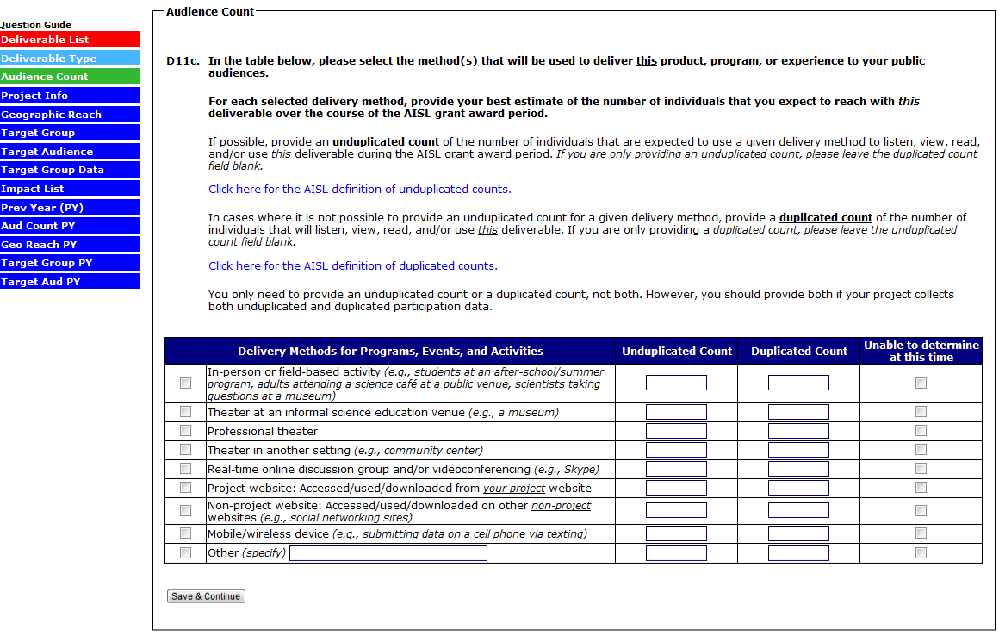 Audience Count
Question Guide
Deliverable List
Deliverable Type
Audience Count
Project Info
Geographic Reach
Target Group
Target Audience
Target Group Data
Impact List
Prev Year (PY)
Aud Count PY
Geo Reach PY
Target Group PY
Target Aud PY
D11c. In the table below, please select the method(s) that will be used to deliver this product, program, or experience to your public
audiences.
For each selected delivery method, provide your best estimate of the number of individuals that you expect to reach with this
deliverable over the course of the AISL grant award period.
If possible, provide an unduplicated count of the number of individuals that are expected to use a given delivery method to listen, view, read,
and/or use this deliverable during the AISL grant award period. If you are only providing an unduplicated count, please leave the duplicated count
field blank.
Click here for the AISL definition of unduplicated counts.
In cases where it is not possible to provide an unduplicated count for a given delivery method, provide a duplicated count of the number of
individuals that will listen, view, read, and/or use this deliverable. If you are only providing a duplicated count, please leave the unduplicated
count field blank.
Click here for the AISL definition of duplicated counts.
You only need to provide an unduplicated count or a duplicated count, not both. However, you should provide both if your project collects
both unduplicated and duplicated participation data.
Delivery Methods for Programs, Events, and Activities
Unduplicated Count
Duplicated Count
Unable to determine
at this time
In-person or field-based activity (e.g., students at an after-school/summer
program, adults attending a science café at a public venue, scientists taking
questions at a museum)
Theater at an informal science education venue (e.g., a museum)
Professional theater
Theater in another setting (e.g., community center)
Real-time online discussion group and/or videoconferencing (e.g., Skype)
Project website: Accessed/used/downloaded from your project website
Non-project website: Accessed/used/downloaded on other non-project
websites (e.g., social networking sites)
Mobile/wireless device (e.g., submitting data on a cell phone via texting)
Other (specify)
Save & Continue